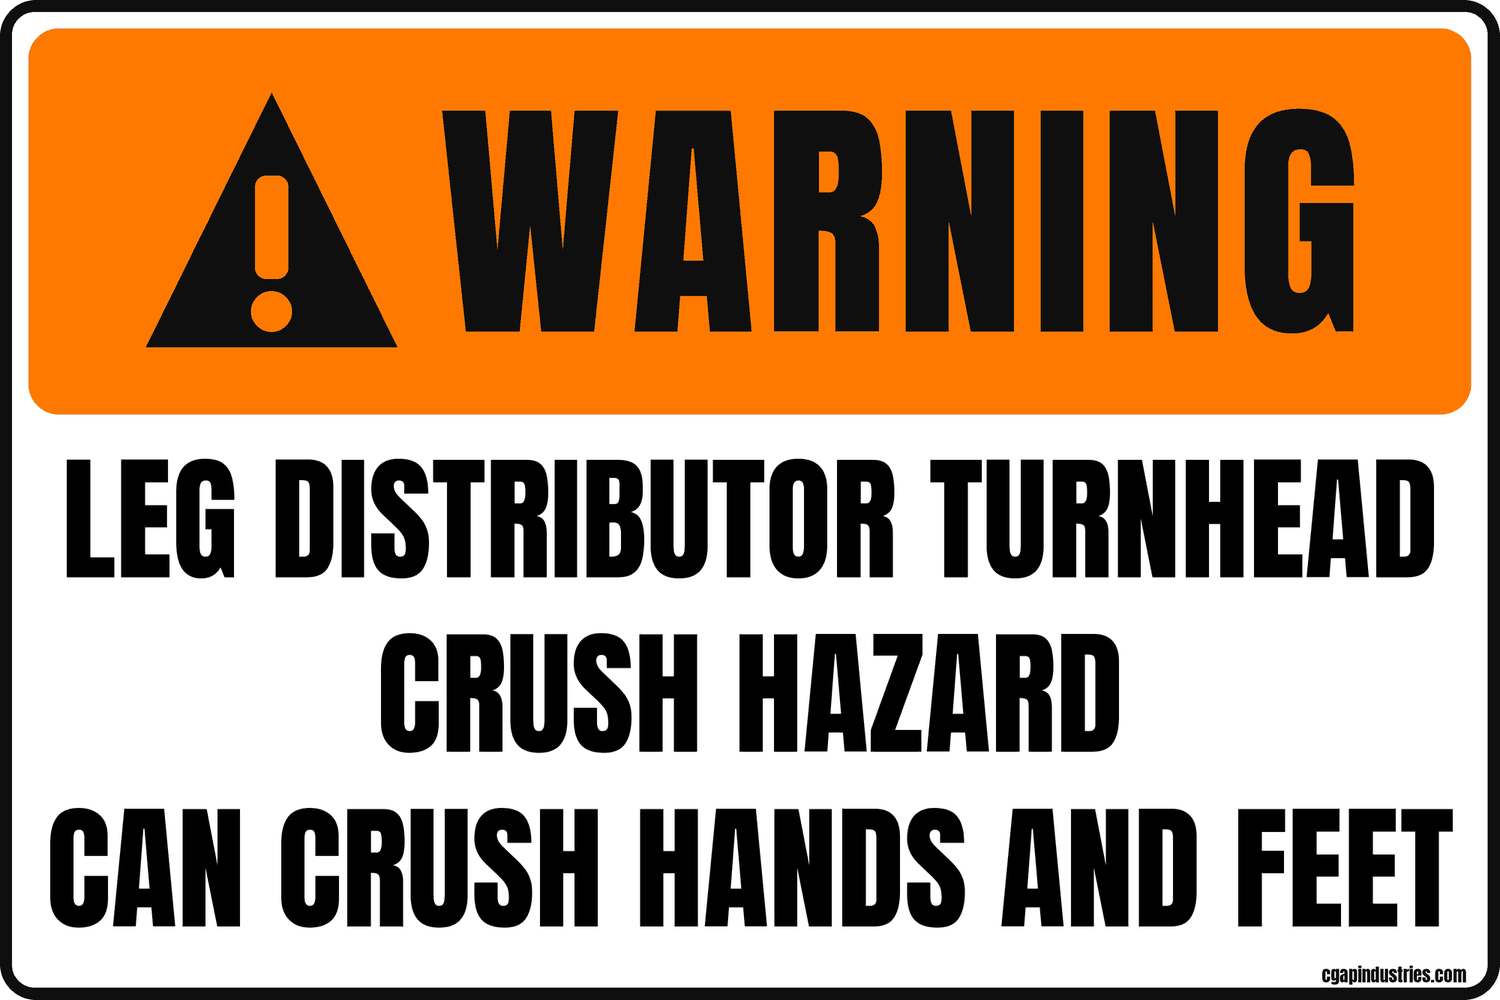 WARNING
LEG DISTRIBUTOR TURNHEAD
CRUSH HAZARD
CAN CRUSH HANDS AND FEET
cgapindustries.com